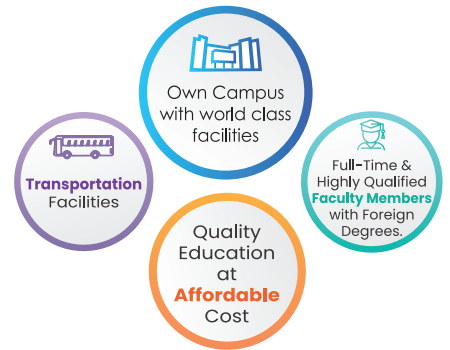 Own Campus
with world class
facilities
Transportation
Facilities
Full-Time &
Highly Qualified
Faculty Members
with Foreign
Degrees.
Quality
Education
at
Affordable
Cost